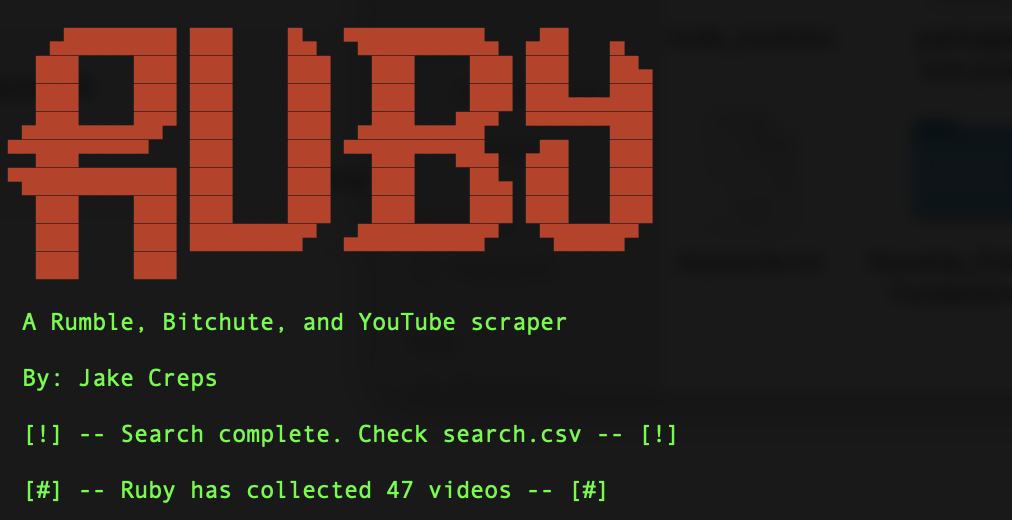 RUBY
A Rumble, Bitchute, and YouTube scraper
By: Jake Creps
[!] -- Search complete. Check search.csv -- [!]
[#] -- Ruby has collected 47 videos -- [#]